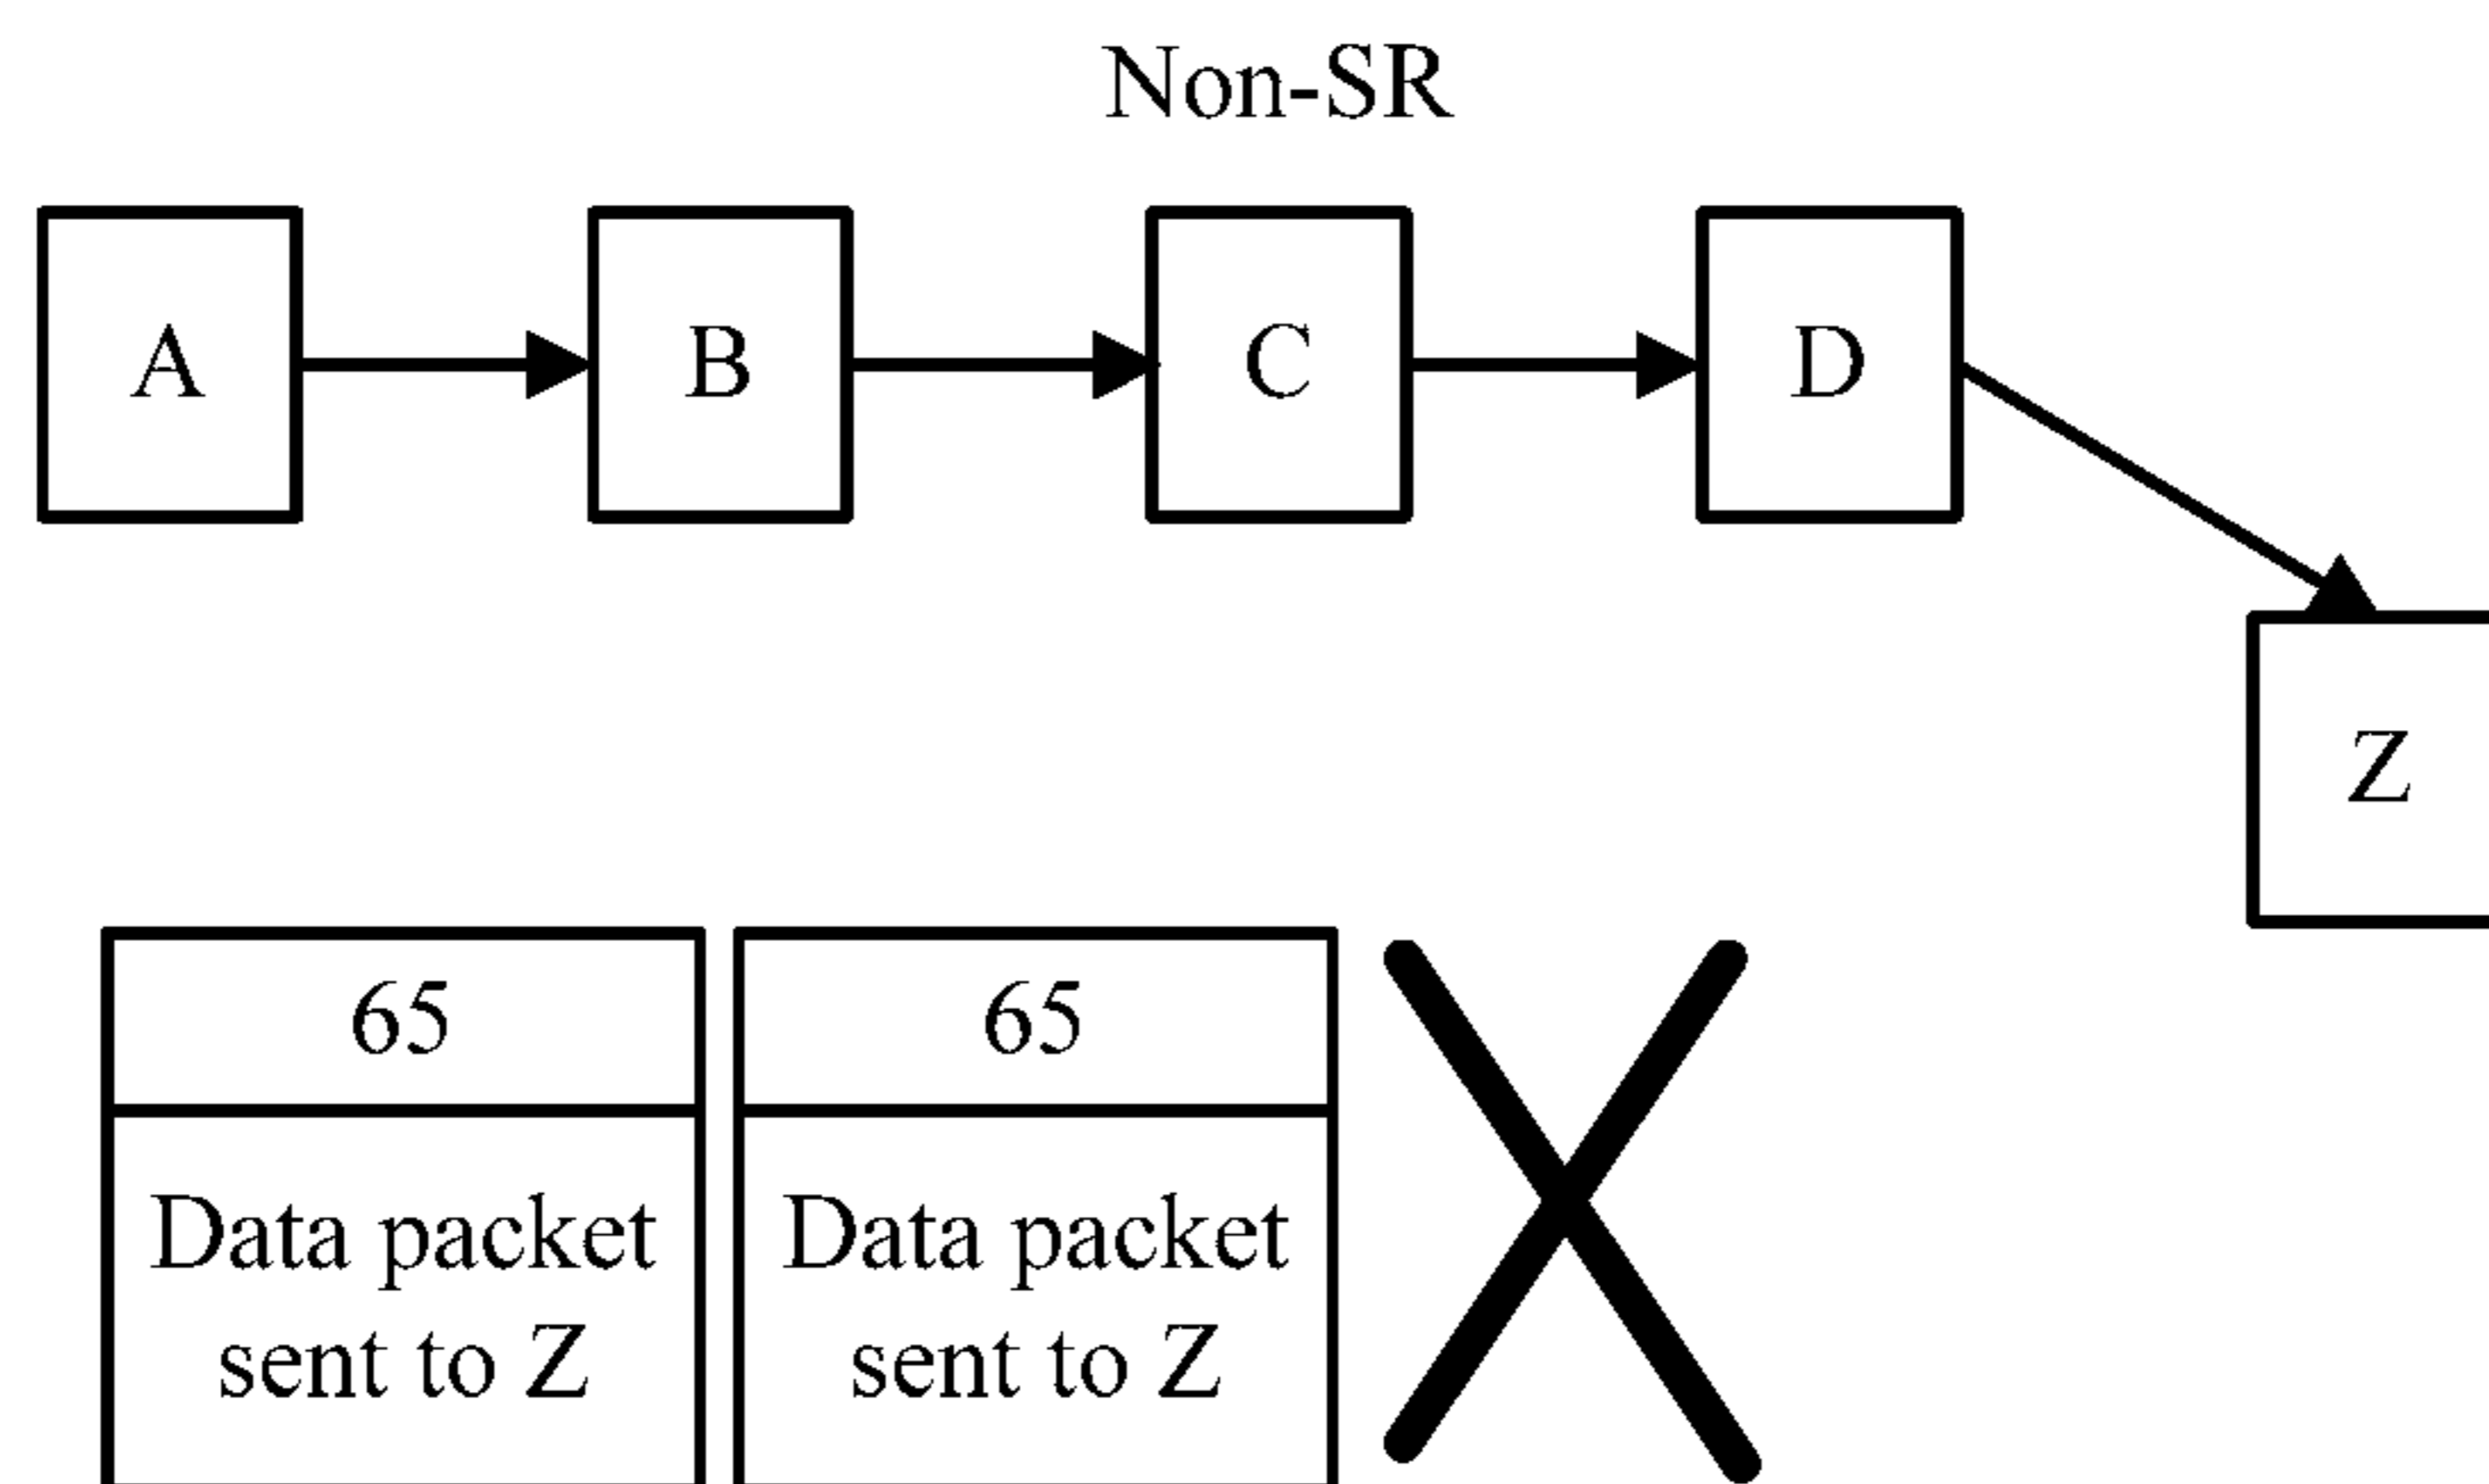 Non-SR
A
B
C
D
Z
65
Data packet
sent to Z
65
Data packet
sent to Z